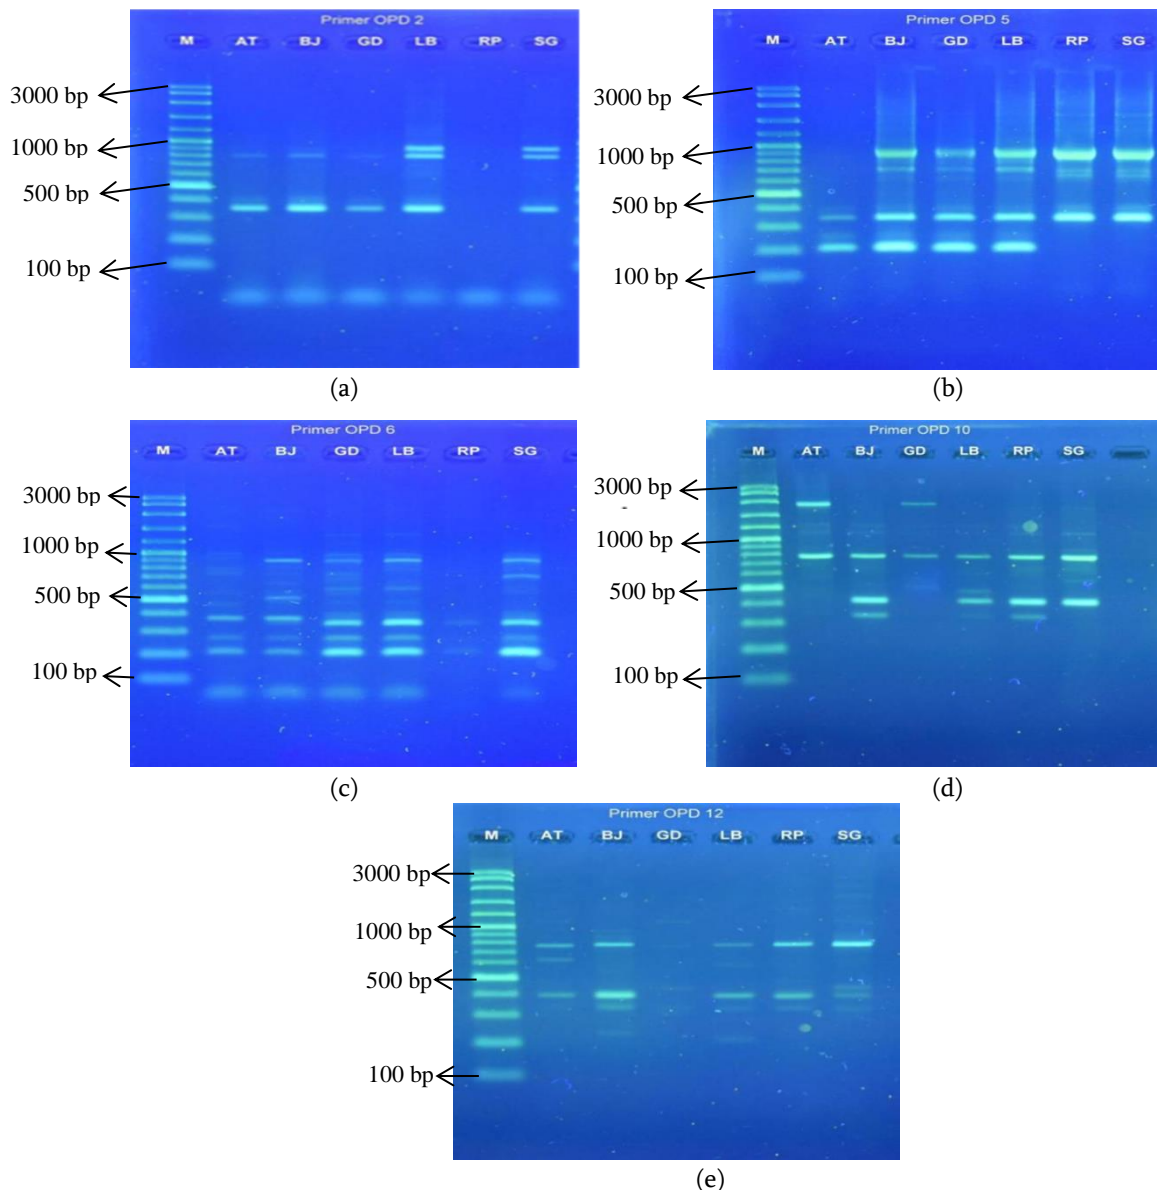 Primer OPD 2
M AT BJ GD LB RP SG
3000 bp
1000 bp
500 bp
100 bp
(a)
Primer OPD 5
M AT BJ GD LB RP SG
3000 bp
1000 bp
500 bp
100 bp
(b)
Primer OPD 6
M AT BJ GD LB RP SG
3000 bp
1000 bp
500 bp
100 bp
(c)
Primer OPD 10
M AT BJ GD LB RP SG
3000 bp
1000 bp
500 bp
100 bp
(d)
Primer OPD 12
M AT BJ GD LB RP SG
3000 bp
1000 bp
500 bp
100 bp
(e)